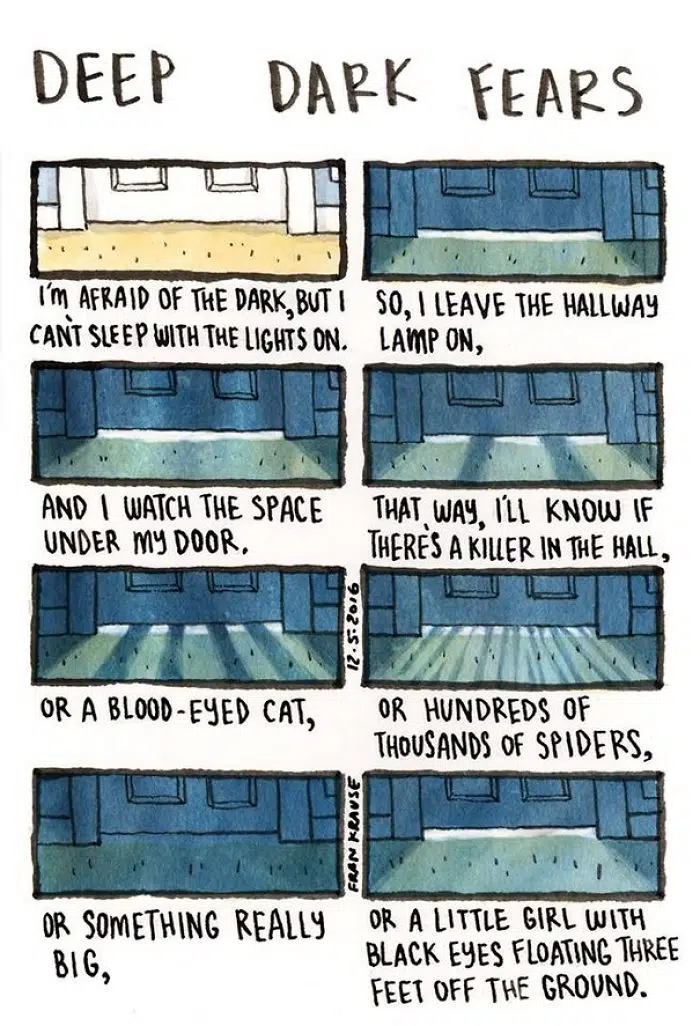 DEEP DARK FEARS
I'M AFRAID OF THE DARK, BUT I
CAN'T SLEEP WITH THE LIGHTS ON.
SO, I LEAVE THE HALLWAY
LAMP ON,
AND I WATCH THE SPACE
UNDER MY DOOR.
THAT WAY, I'LL KNOW IF
THERE'S A KILLER IN THE HALL,
OR A BLOOD-EYED CAT,
12-5-2016
OR HUNDREDS OF
THOUSANDS OF SPIDERS,
OR SOMETHING REALLY
BIG,
FRAN KRAUSE
OR A LITTLE GIRL WITH
BLACK EYES FLOATING THREE
FEET OFF THE GROUND.